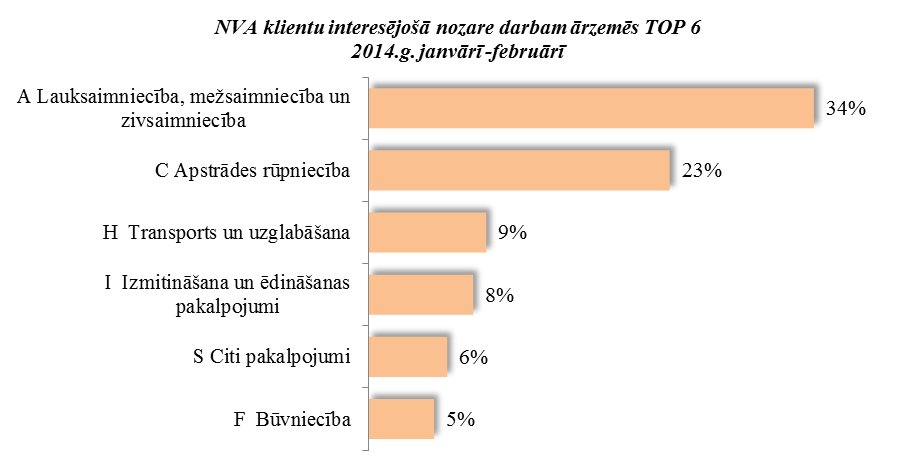 NVA klientu interesējošā nozare darbam ārzemēs TOP 6
2014.g. janvārī -februārī
A Lauksaimniecība, mežsaimniecība un
zivsaimniecība
34%
C Apstrādes rūpniecība
23%
H Transports un uzglabāšana
9%
I Izmitināšana un ēdināšanas
pakalpojumi
8%
S Citi pakalpojumi
6%
F Būvniecība
5%